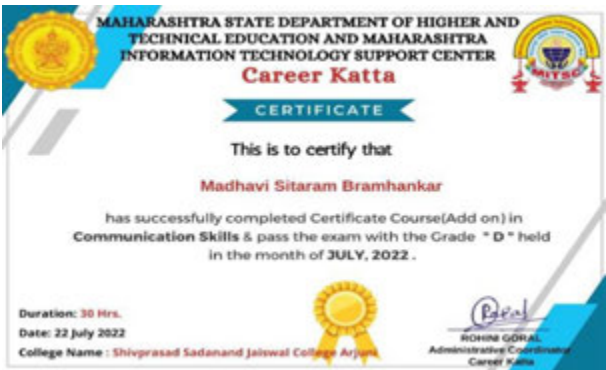 MAHARASHTRA STATE DEPARTMENT OF HIGHER AND
TECHNICAL EDUCATION AND MAHARASHTRA
INFORMATION TECHNOLOGY SUPPORT CENTER
Career Katta
MITSC
CERTIFICATE
This is to certify that
Madhavi Sitaram Bramhankar
has successfully completed Certificate Course(Add on) in
Communication Skills & pass the exam with the Grade " D " held
in the month of JULY, 2022 .
Duration: 30 Hrs.
Date: 22 July 2022
College Name : Shivprasad Sadanand Jaiswal College Arjuni
ROHINI GORAL
Administrative Coordinator
Career Katta